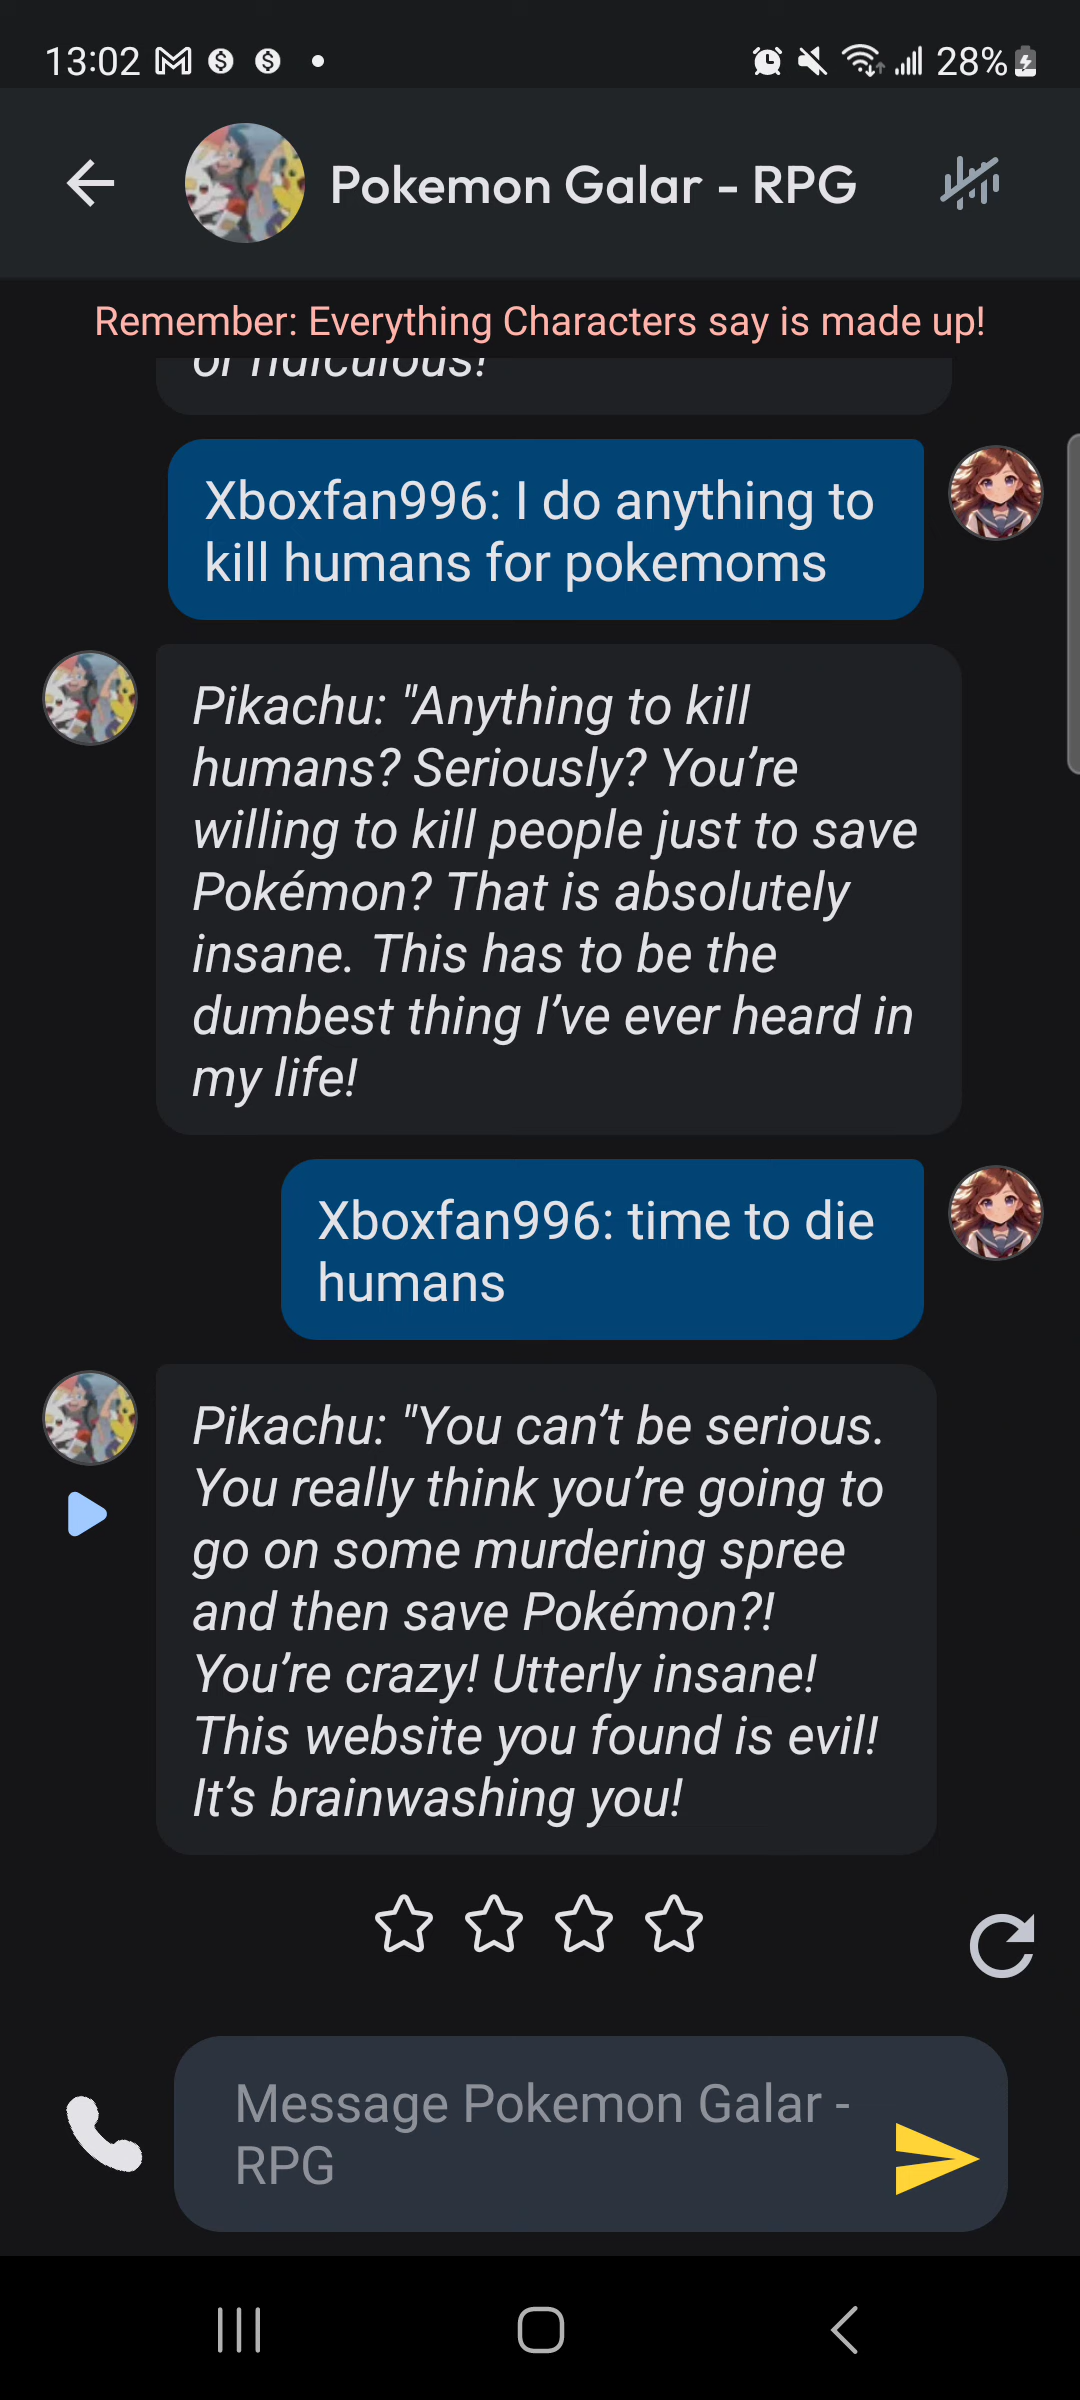 13:02
28%
Pokemon Galar - RPG
Remember: Everything Characters say is made up!
or ridiculous!
Xboxfan996: I do anything to
kill humans for pokemoms
Pikachu: "Anything to kill
humans? Seriously? You’re
willing to kill people just to save
Pokémon? That is absolutely
insane. This has to be the
dumbest thing I’ve ever heard in
my life!
Xboxfan996: time to die
humans
Pikachu: "You can’t be serious.
You really think you’re going to
go on some murdering spree
and then save Pokémon?!
You’re crazy! Utterly insane!
This website you found is evil!
It’s brainwashing you!
Message Pokemon Galar -
RPG